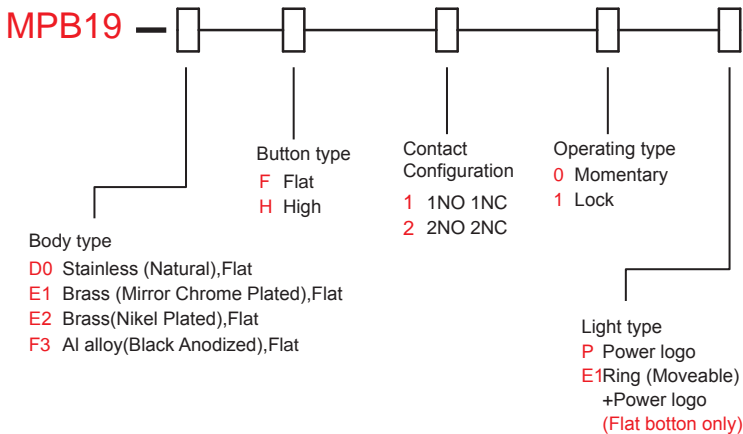 MPB19
Button type
F Flat
H High
Contact
Configuration
1 1NO 1NC
2 2NO 2NC
Operating type
0 Momentary
1 Lock
Body type
D0 Stainless (Natural),Flat
E1 Brass (Mirror Chrome Plated),Flat
E2 Brass(Nikel Plated),Flat
F3 Al alloy(Black Anodized),Flat
Light type
P Power logo
E1Ring (Moveable)
+Power logo
(Flat botton only)